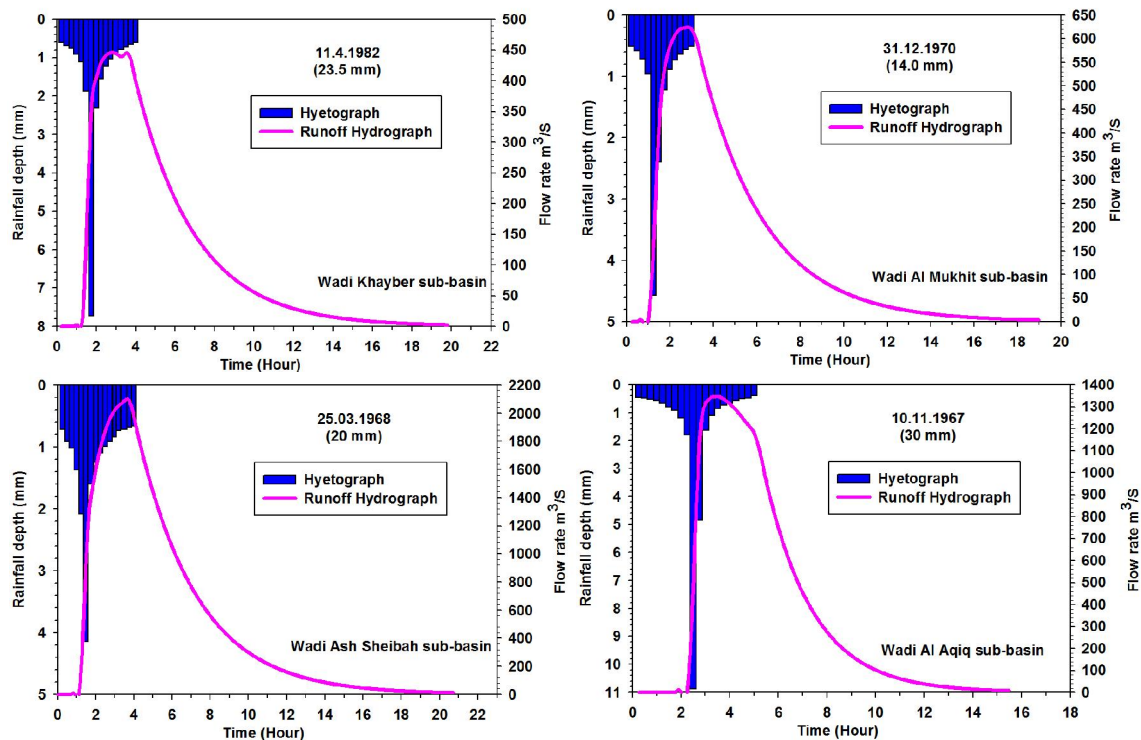 0
1
2
3
4
5
6
7
8
Rainfall depth (mm)
11.4.1982
(23.5 mm)
Hyetograph
Runoff Hydrograph
Wadi Khayber sub-basin
500
450
400
350
300
250
200
150
100
50
0
Flow rate m³/S
0 2 4 6 8 10 12 14 16 18 20 22
Time (Hour)
0
1
2
3
4
5
Rainfall depth (mm)
31.12.1970
(14.0 mm)
Hyetograph
Runoff Hydrograph
Wadi Al Mukhit sub-basin
650
600
550
500
450
400
350
300
250
200
150
100
50
0
Flow rate m³/S
0 2 4 6 8 10 12 14 16 18 20
Time (Hour)
0
1
2
3
4
5
Rainfall depth (mm)
25.03.1968
(20 mm)
Hyetograph
Runoff Hydrograph
Wadi Ash Sheibah sub-basin
2200
2000
1800
1600
1400
1200
1000
800
600
400
200
0
Flow rate m³/S
0 2 4 6 8 10 12 14 16 18 20 22
Time (Hour)
0
1
2
3
4
5
6
7
8
9
10
11
Rainfall depth (mm)
10.11.1967
(30 mm)
Hyetograph
Runoff Hydrograph
Wadi Al Aqiq sub-basin
1400
1300
1200
1100
1000
900
800
700
600
500
400
300
200
100
0
Flow rate m³/S
0 2 4 6 8 10 12 14 16 18
Time (Hour)